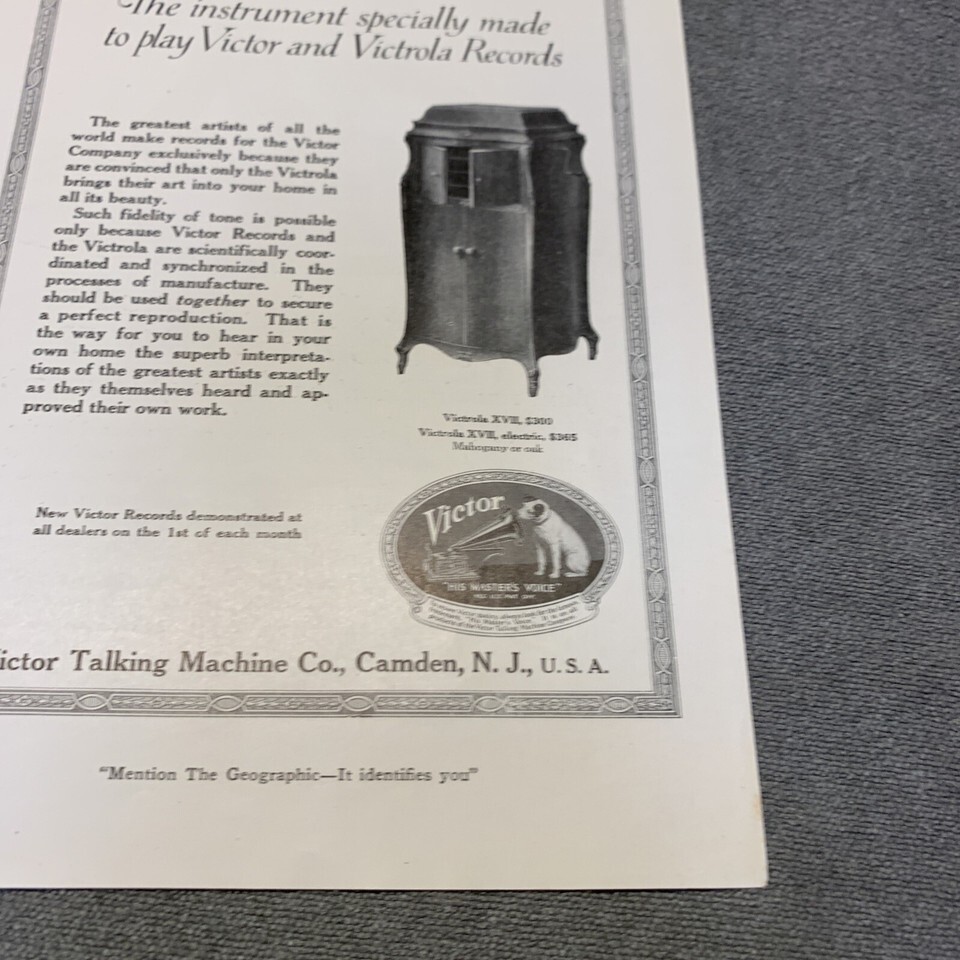 The instrument specially made
to play Victor and Victrola Records
The greatest artists of all the
world make records for the Victor
Company exclusively because they
are convinced that only the Victrola
brings their art into your home in
all its beauty.
Such fidelity of tone is possible
only because Victor Records and
the Victrola are scientifically coor-
dinated and synchronized in the
processes of manufacture. They
should be used together to secure
a perfect reproduction. That is
the way for you to hear in your
own home the superb interpreta-
tions of the greatest artists exactly
as they themselves heard and ap-
proved their own work.
Victrola XVII, $300
Victrola XVII, electric, $365
Mahogany or oak
New Victor Records demonstrated at
all dealers on the 1st of each month
Victor
"HIS MASTER'S VOICE"
ictor Talking Machine Co., Camden, N. J., U. S. A.
“Mention The Geographic—It identifies you”